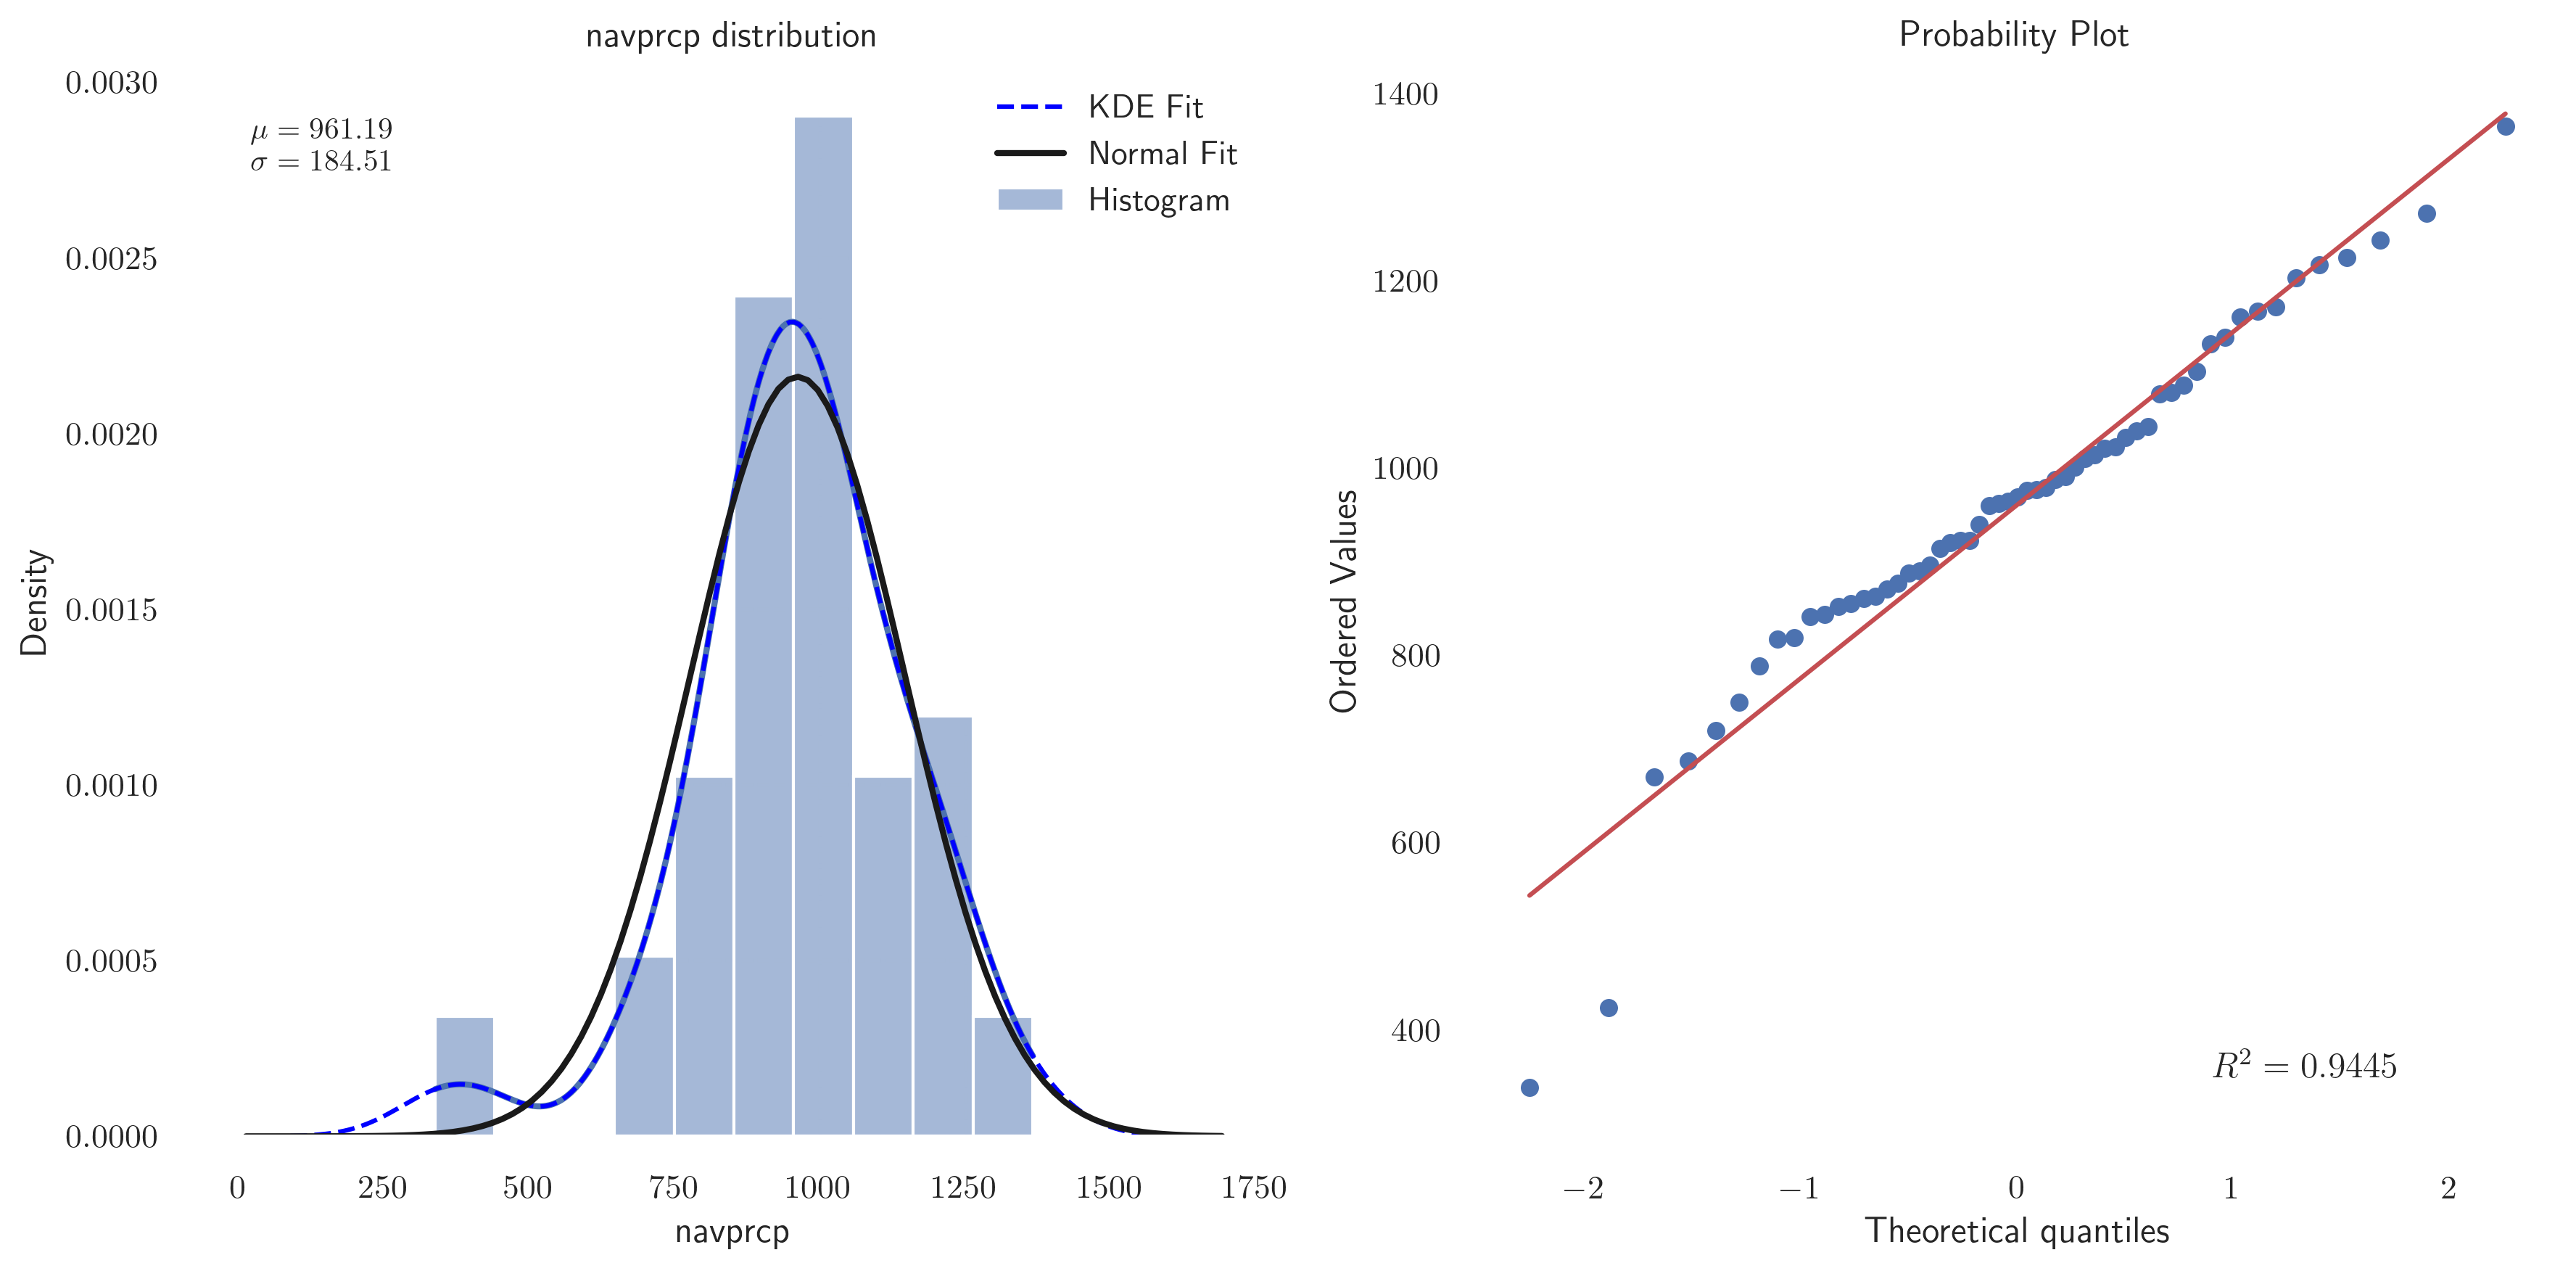 navprcp distribution
0.0030
0.0025
0.0020
0.0015
0.0010
0.0005
0.0000
Density
μ = 961.19
σ = 184.51
KDE Fit
Normal Fit
Histogram
0 250 500 750 1000 1250 1500 1750
navprcp
Probability Plot
1400
1200
1000
800
600
400
Ordered Values
R² = 0.9445
−2 −1 0 1 2
Theoretical quantiles